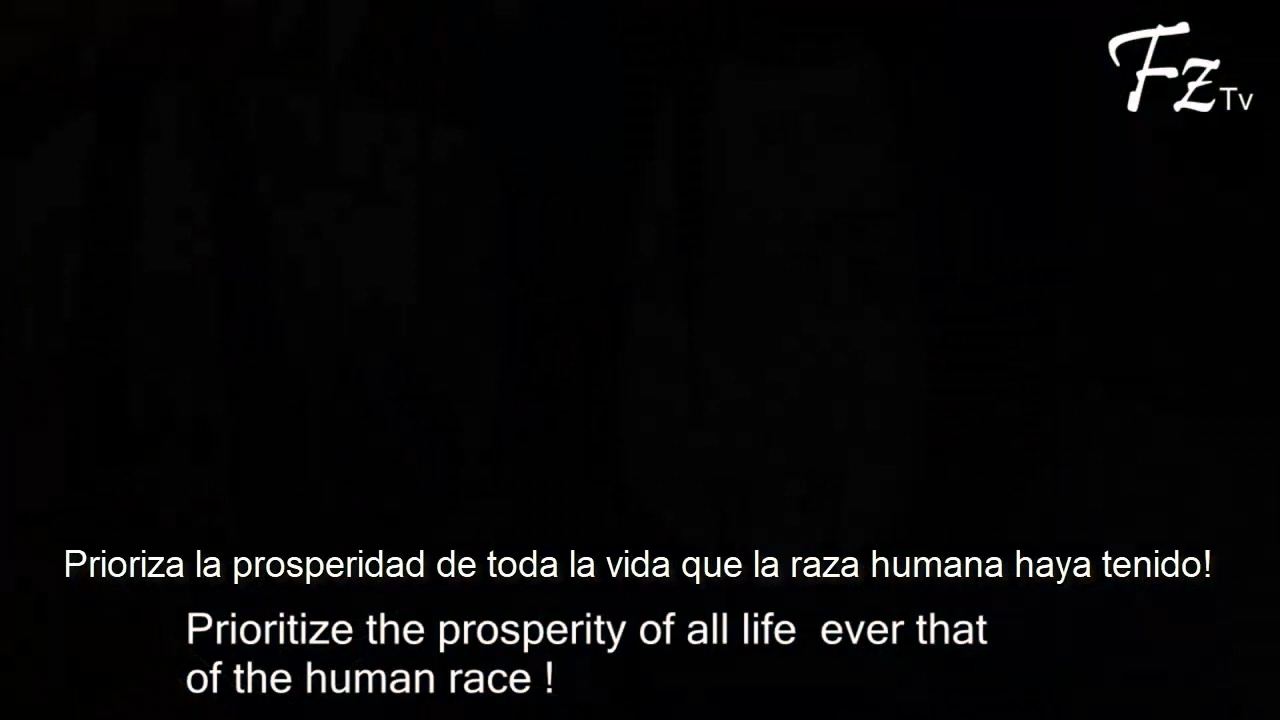 Fz Tv
Prioriza la prosperidad de toda la vida que la raza humana haya tenido!
Prioritize the prosperity of all life  ever that
of the human race !